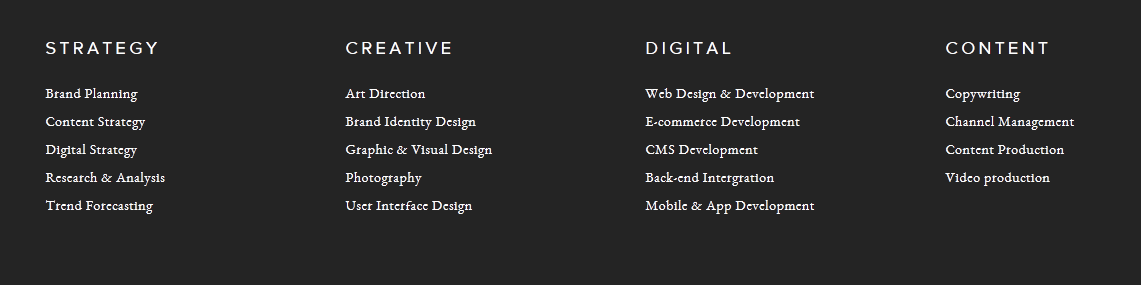 STRATEGY
Brand Planning
Content Strategy
Digital Strategy
Research & Analysis
Trend Forecasting
CREATIVE
Art Direction
Brand Identity Design
Graphic & Visual Design
Photography
User Interface Design
DIGITAL
Web Design & Development
E-commerce Development
CMS Development
Back-end Intergration
Mobile & App Development
CONTENT
Copywriting
Channel Management
Content Production
Video production